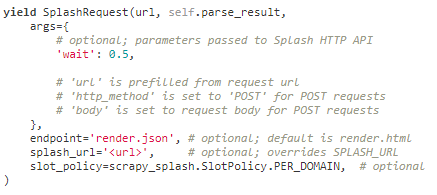 yield SplashRequest(url, self.parse_result,
    args={
        # optional; parameters passed to Splash HTTP API
        'wait': 0.5,

        # 'url' is prefilled from request url
        # 'http_method' is set to 'POST' for POST requests
        # 'body' is set to request body for POST requests
    },
    endpoint='render.json', # optional; default is render.html
    splash_url='<url>',     # optional; overrides SPLASH_URL
    slot_policy=scrapy_splash.SlotPolicy.PER_DOMAIN,  # optional
)